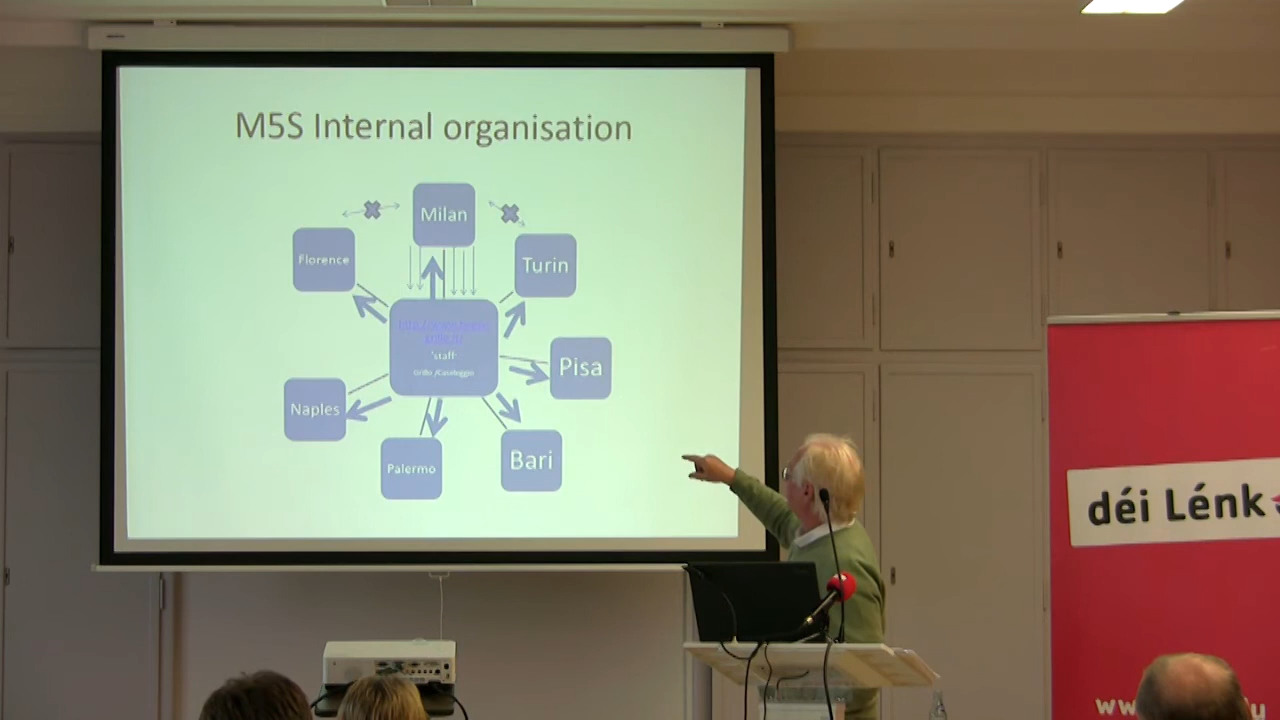 M5S Internal organisation
Milan
Florence
Turin
'staff:
Grillo /Casaleggio
Pisa
Naples
Palermo
Bari
déi Lénk